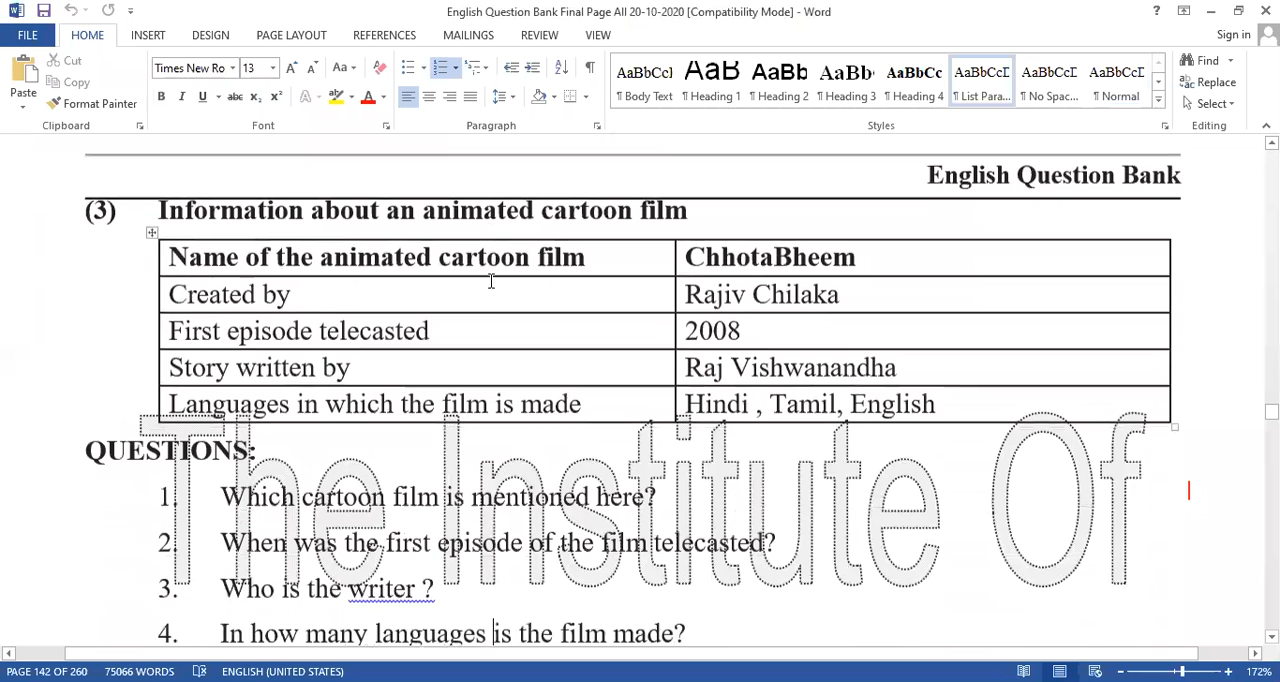 English Question Bank Final Page All 20-10-2020 [Compatibility Mode] - Word
FILE HOME INSERT DESIGN PAGE LAYOUT REFERENCES MAILINGS REVIEW VIEW Sign in
Cut
Copy
Format Painter
Paste
Clipboard
Times New Ro 13
Font
Paragraph
AaBbCcI AaB AaBb AaBb( AaBbCc AaBbCcD AaBbCcD AaBbCcD
¶ Body Text ¶ Heading 1 ¶ Heading 2 ¶ Heading 3 ¶ Heading 4 ¶ List Para... ¶ No Spac... ¶ Normal
Styles
Find
Replace
Select
Editing
English Question Bank
(3) Information about an animated cartoon film
Name of the animated cartoon film ChhotaBheem
Created by Rajiv Chilaka
First episode telecasted 2008
Story written by Raj Vishwanandha
Languages in which the film is made Hindi , Tamil, English
The Institute Of
QUESTIONS:
1. Which cartoon film is mentioned here?
2. When was the first episode of the film telecasted?
3. Who is the writer ?
4. In how many languages is the film made?
PAGE 142 OF 260 75066 WORDS ENGLISH (UNITED STATES) 172%